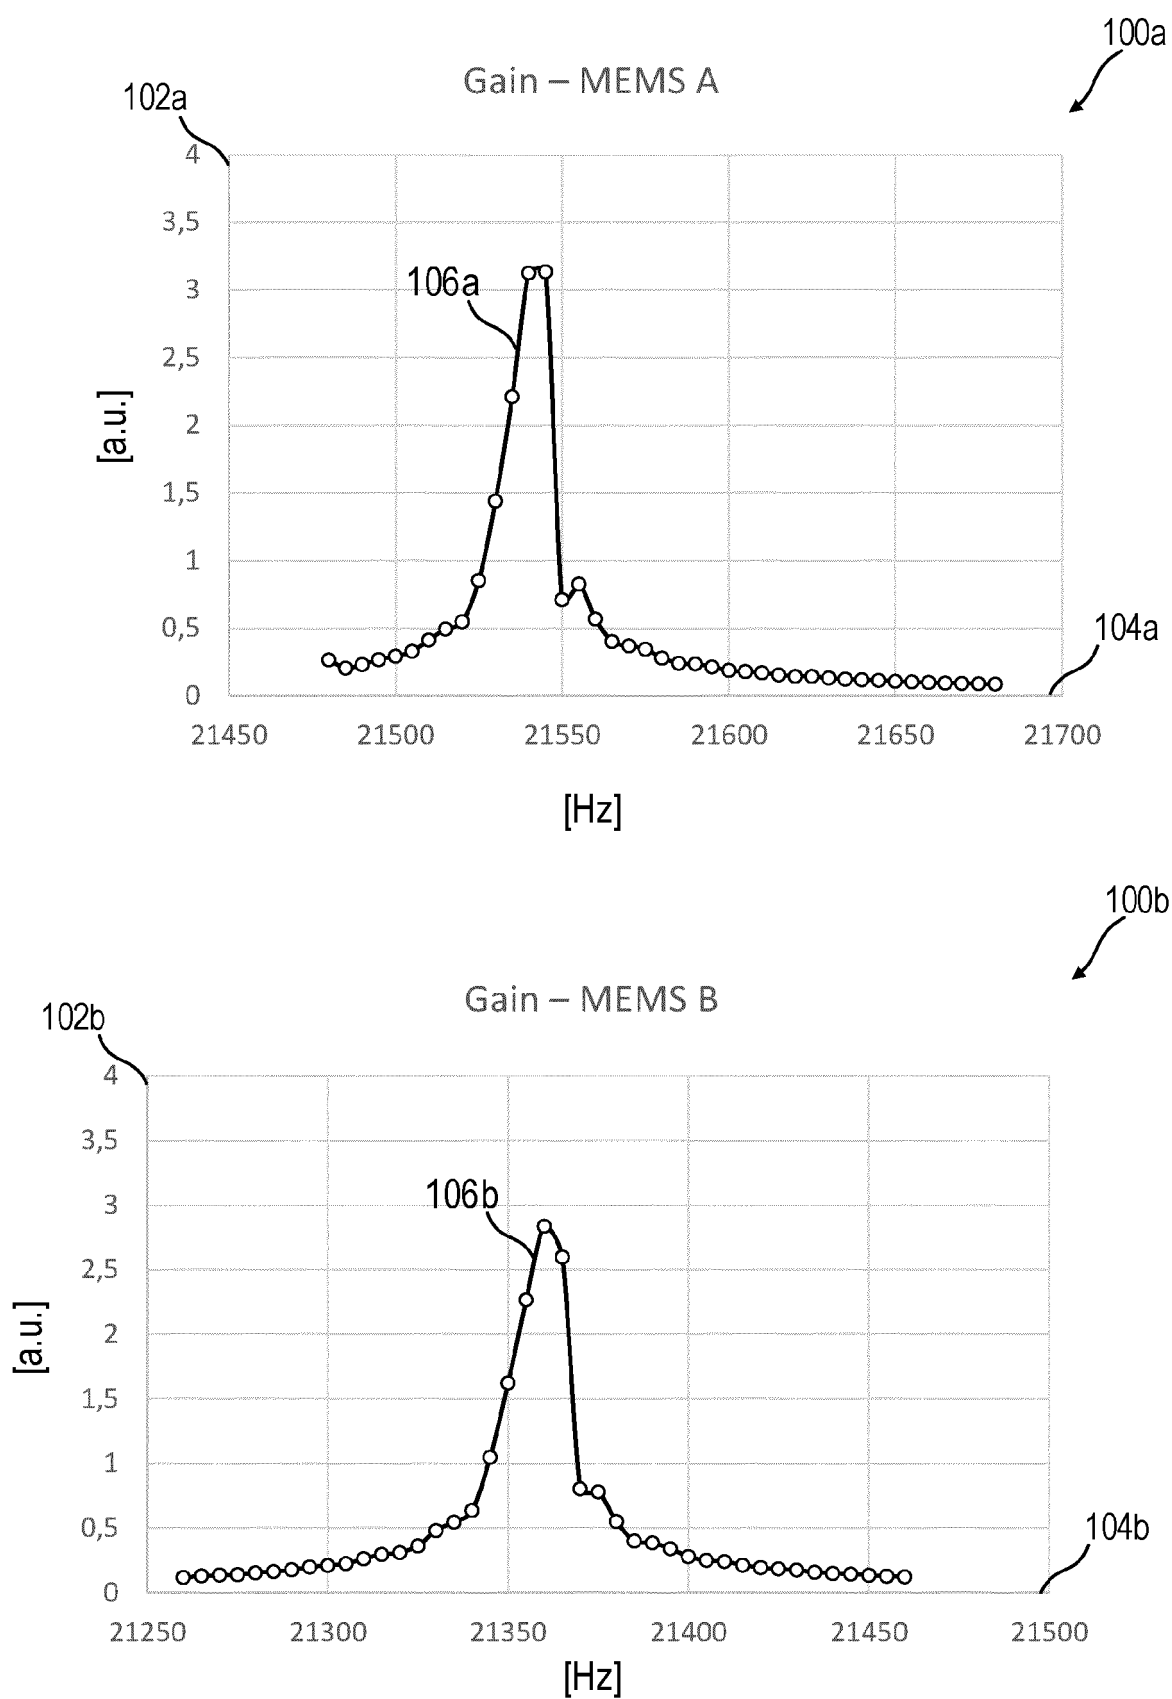 100a
Gain – MEMS A
102a
4
3,5
3
2,5
2
1,5
1
0,5
0
106a
[a.u.]
104a
21450 21500 21550 21600 21650 21700
[Hz]
100b
Gain – MEMS B
102b
4
3,5
3
2,5
2
1,5
1
0,5
0
106b
[a.u.]
104b
21250 21300 21350 21400 21450 21500
[Hz]